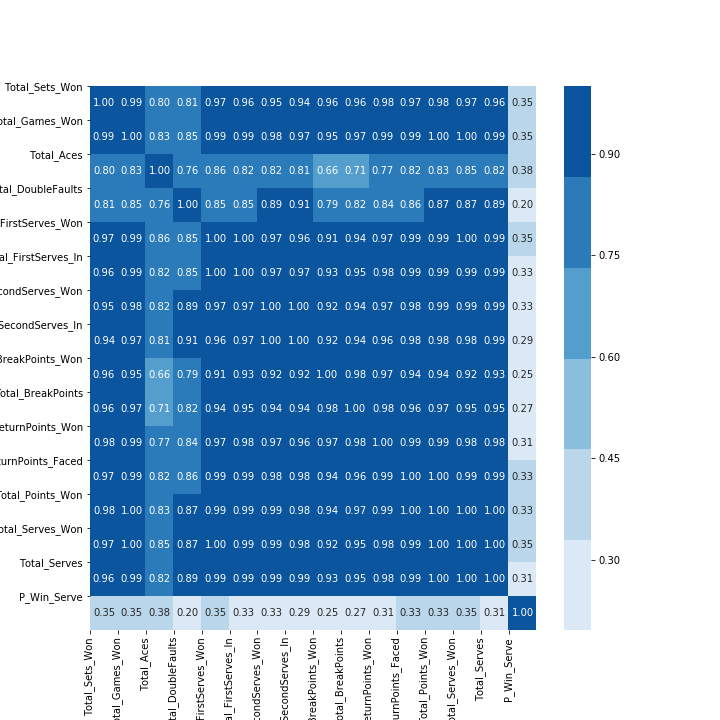 Total_Sets_Won
1.00 0.99 0.80 0.81 0.97 0.96 0.95 0.94 0.96 0.96 0.98 0.97 0.98 0.97 0.96 0.35
otal_Games_Won
0.99 1.00 0.83 0.85 0.99 0.99 0.98 0.97 0.95 0.97 0.99 0.99 1.00 1.00 0.99 0.35
Total_Aces
0.80 0.83 1.00 0.76 0.86 0.82 0.82 0.81 0.66 0.71 0.77 0.82 0.83 0.85 0.82 0.38
tal_DoubleFaults
0.81 0.85 0.76 1.00 0.85 0.85 0.89 0.91 0.79 0.82 0.84 0.86 0.87 0.87 0.89 0.20
FirstServes_Won
0.97 0.99 0.86 0.85 1.00 1.00 0.97 0.96 0.91 0.94 0.97 0.99 0.99 1.00 0.99 0.35
al_FirstServes_In
0.96 0.99 0.82 0.85 1.00 1.00 0.97 0.97 0.93 0.95 0.98 0.99 0.99 0.99 0.99 0.33
condServes_Won
0.95 0.98 0.82 0.89 0.97 0.97 1.00 1.00 0.92 0.94 0.97 0.98 0.99 0.99 0.99 0.33
SecondServes_In
0.94 0.97 0.81 0.91 0.96 0.97 1.00 1.00 0.92 0.94 0.96 0.98 0.98 0.98 0.99 0.29
BreakPoints_Won
0.96 0.95 0.66 0.79 0.91 0.93 0.92 0.92 1.00 0.98 0.97 0.94 0.94 0.92 0.93 0.25
otal_BreakPoints
0.96 0.97 0.71 0.82 0.94 0.95 0.94 0.94 0.98 1.00 0.98 0.96 0.97 0.95 0.95 0.27
eturnPoints_Won
0.98 0.99 0.77 0.84 0.97 0.98 0.97 0.96 0.97 0.98 1.00 0.99 0.99 0.98 0.98 0.31
urnPoints_Faced
0.97 0.99 0.82 0.86 0.99 0.99 0.98 0.98 0.94 0.96 0.99 1.00 1.00 0.99 0.99 0.33
Total_Points_Won
0.98 1.00 0.83 0.87 0.99 0.99 0.99 0.98 0.94 0.97 0.99 1.00 1.00 1.00 1.00 0.33
otal_Serves_Won
0.97 1.00 0.85 0.87 1.00 0.99 0.99 0.98 0.92 0.95 0.98 0.99 1.00 1.00 1.00 0.35
Total_Serves
0.96 0.99 0.82 0.89 0.99 0.99 0.99 0.99 0.93 0.95 0.98 0.99 1.00 1.00 1.00 0.31
P_Win_Serve
0.35 0.35 0.38 0.20 0.35 0.33 0.33 0.29 0.25 0.27 0.31 0.33 0.33 0.35 0.31 1.00
Total_Sets_Won
otal_Games_Won
Total_Aces
tal_DoubleFaults
FirstServes_Won
al_FirstServes_In
condServes_Won
SecondServes_In
BreakPoints_Won
otal_BreakPoints
eturnPoints_Won
urnPoints_Faced
Total_Points_Won
otal_Serves_Won
Total_Serves
P_Win_Serve
0.90
0.75
0.60
0.45
0.30